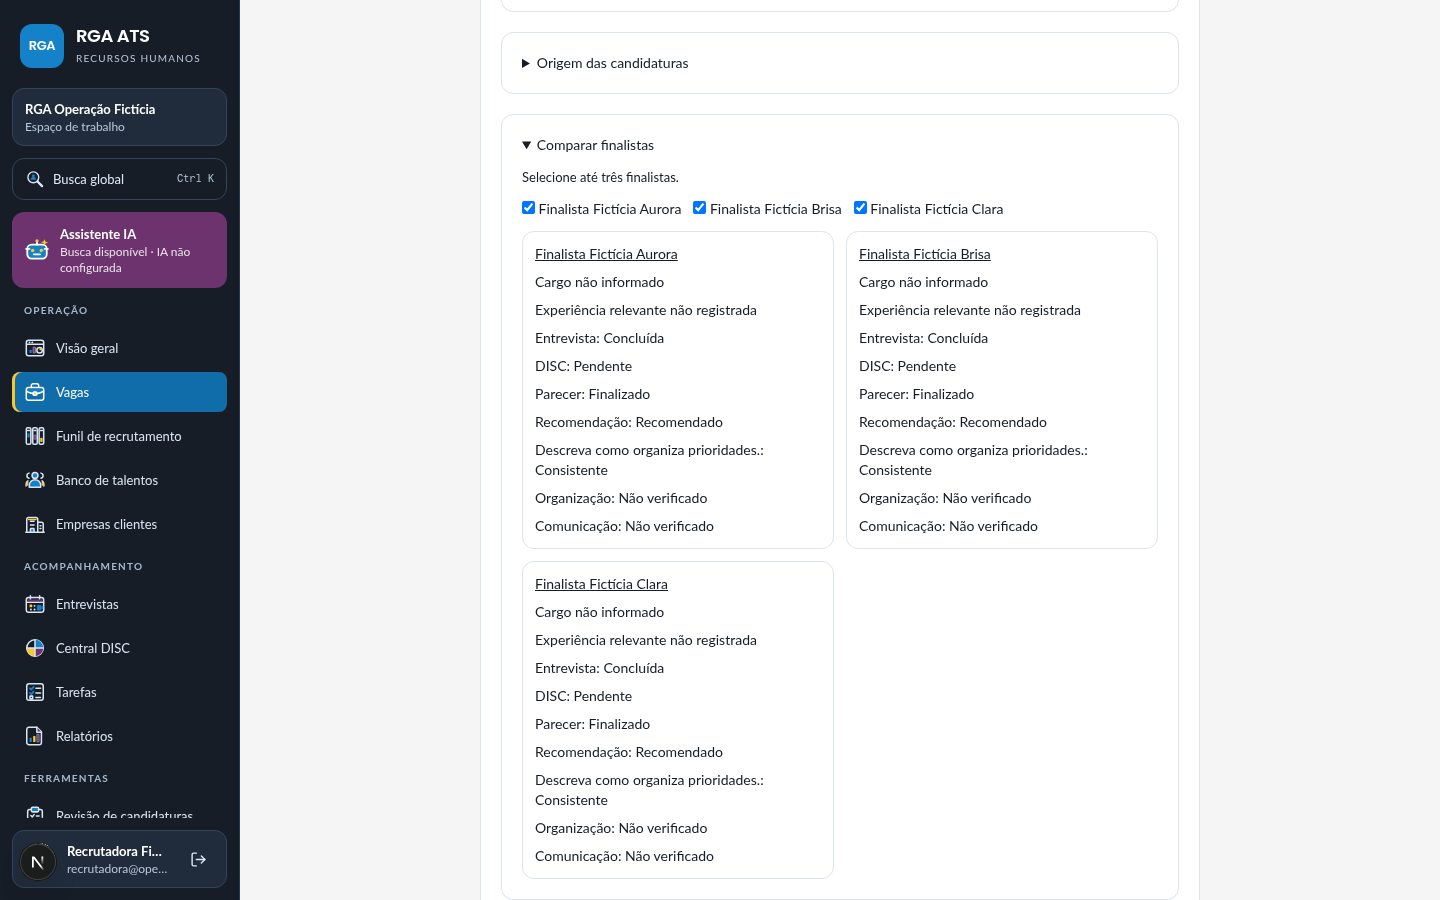 RGA
RGA ATS
RECURSOS HUMANOS
RGA Operação Fictícia
Espaço de trabalho
Busca global
Ctrl K
Assistente IA
Busca disponível · IA não
configurada
OPERAÇÃO
Visão geral
Vagas
Funil de recrutamento
Banco de talentos
Empresas clientes
ACOMPANHAMENTO
Entrevistas
Central DISC
Tarefas
Relatórios
FERRAMENTAS
Revisão de candidaturas
N
Recrutadora Fi...
recrutadora@ope...
Origem das candidaturas
Comparar finalistas
Selecione até três finalistas.
Finalista Fictícia Aurora
Finalista Fictícia Brisa
Finalista Fictícia Clara
Finalista Fictícia Aurora
Cargo não informado
Experiência relevante não registrada
Entrevista: Concluída
DISC: Pendente
Parecer: Finalizado
Recomendação: Recomendado
Descreva como organiza prioridades.:
Consistente
Organização: Não verificado
Comunicação: Não verificado
Finalista Fictícia Brisa
Cargo não informado
Experiência relevante não registrada
Entrevista: Concluída
DISC: Pendente
Parecer: Finalizado
Recomendação: Recomendado
Descreva como organiza prioridades.:
Consistente
Organização: Não verificado
Comunicação: Não verificado
Finalista Fictícia Clara
Cargo não informado
Experiência relevante não registrada
Entrevista: Concluída
DISC: Pendente
Parecer: Finalizado
Recomendação: Recomendado
Descreva como organiza prioridades.:
Consistente
Organização: Não verificado
Comunicação: Não verificado